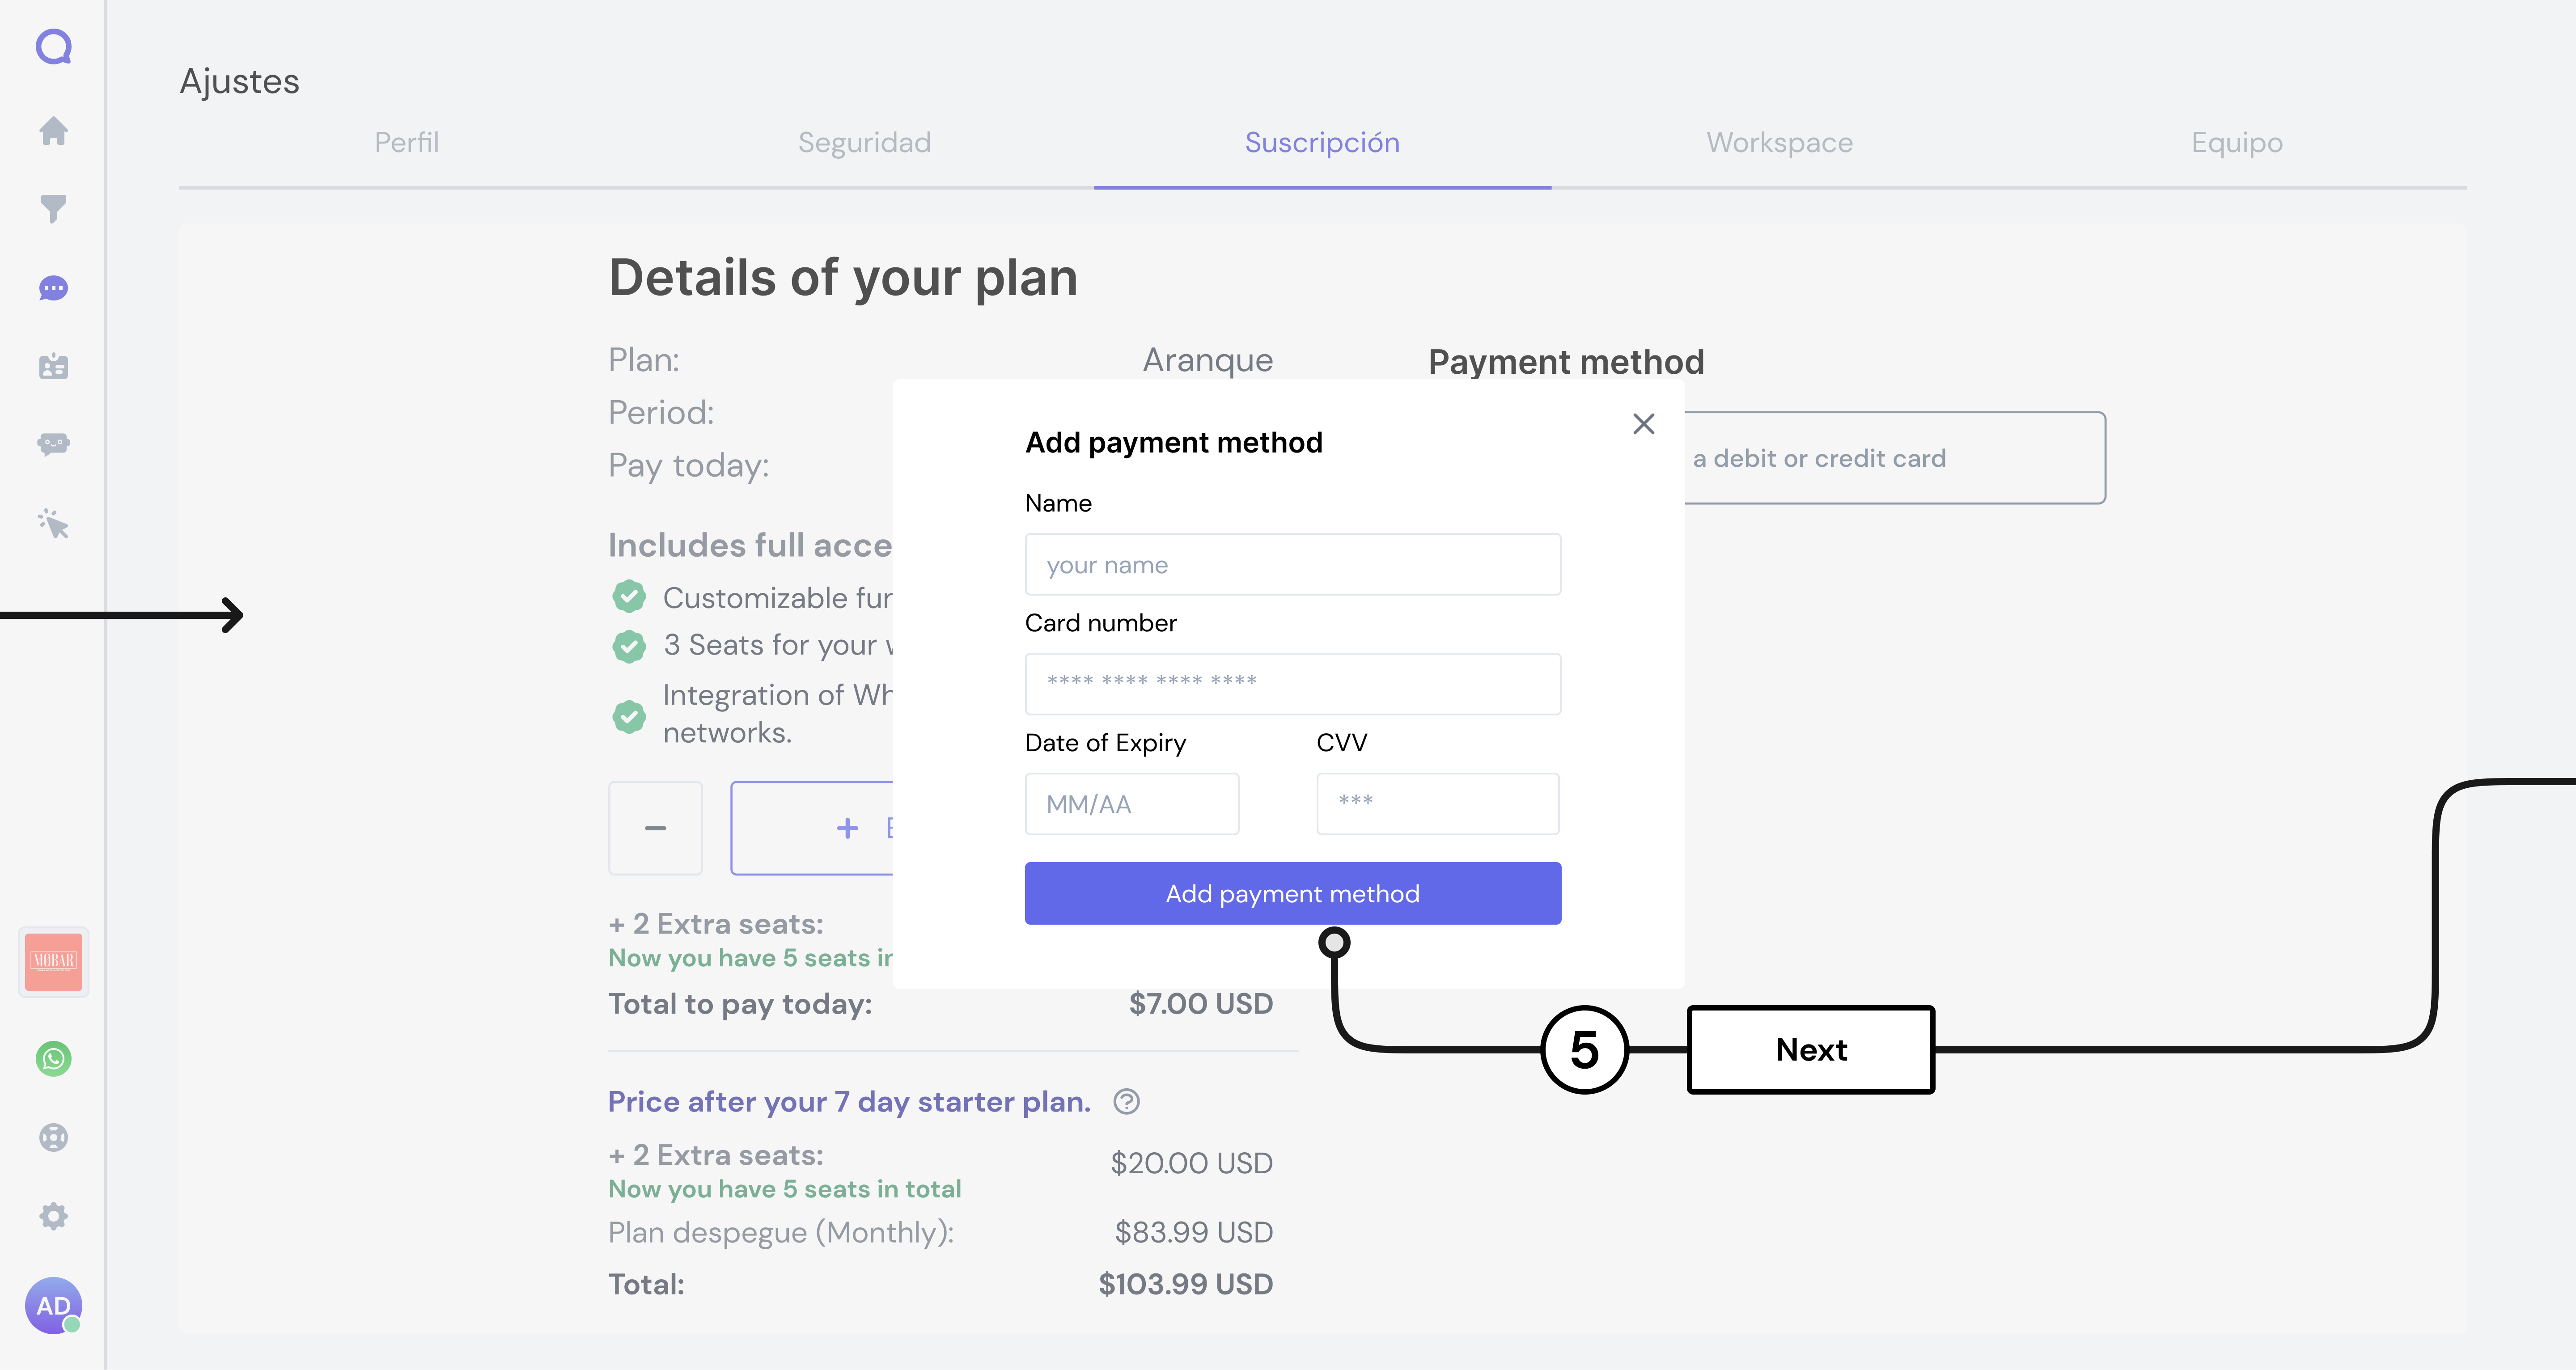 Ajustes
Perfil Seguridad Suscripción Workspace Equipo
Details of your plan
Plan: Aranque
Period:
Pay today:
Includes full acce
Customizable fur
3 Seats for your
Integration of Wh
networks.
−
+
+ 2 Extra seats:
Now you have 5 seats in
Total to pay today: $7.00 USD
Price after your 7 day starter plan.
+ 2 Extra seats: $20.00 USD
Now you have 5 seats in total
Plan despegue (Monthly): $83.99 USD
Total: $103.99 USD
Payment method
a debit or credit card
Add payment method
Name
your name
Card number
**** **** **** ****
Date of Expiry CVV
MM/AA ***
Add payment method
5 Next
MØBAR
AD